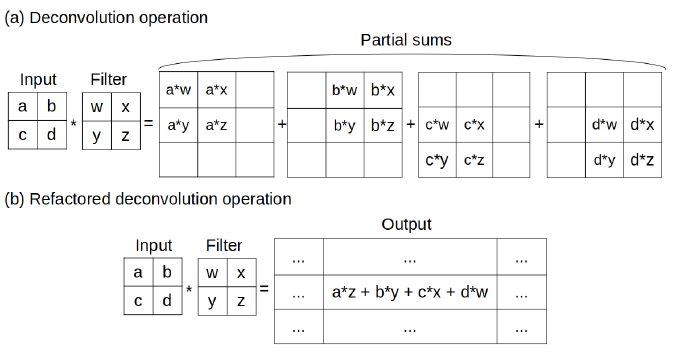 (a) Deconvolution operation
Partial sums
Input Filter
a b w x a*w a*x b*w b*x
c d * y z = a*y a*z + b*y b*z + c*w c*x + d*w d*x
c*y c*z d*y d*z
(b) Refactored deconvolution operation
Output
Input Filter
a b w x ... ... ...
c d * y z = ... a*z + b*y + c*x + d*w ...
... ... ...